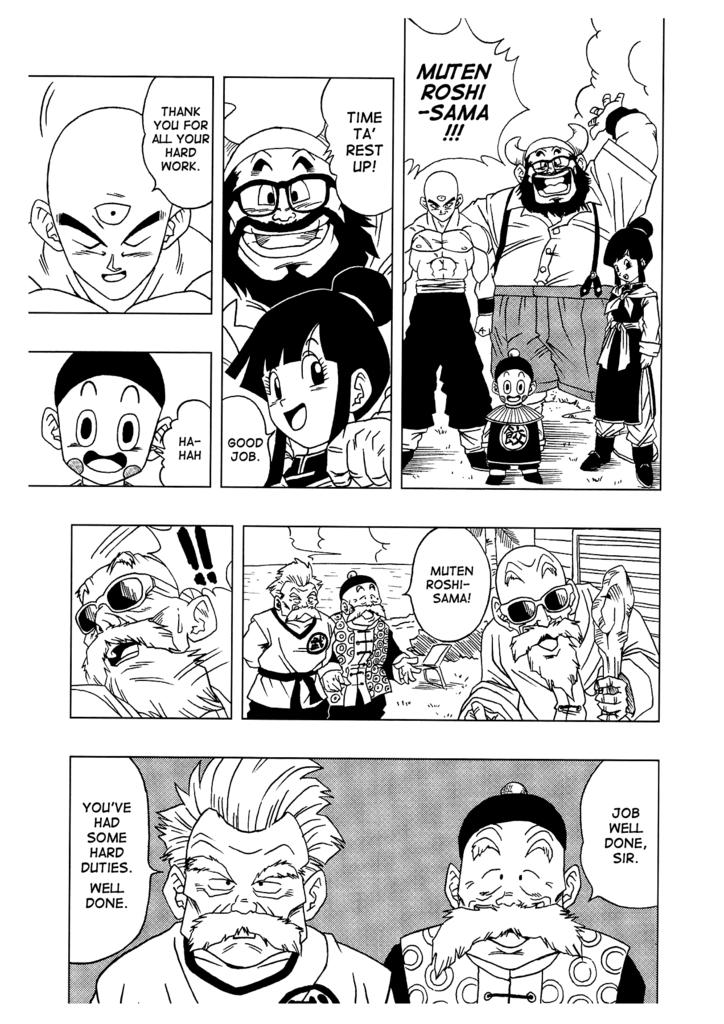 MUTEN
ROSHI
-SAMA
!!!
TIME
TA'
REST
UP!
GOOD
JOB.
THANK
YOU FOR
ALL YOUR
HARD
WORK.
HA-
HAH
餃
MUTEN
ROSHI-
SAMA!
!!
JOB
WELL
DONE,
SIR.
YOU'VE
HAD
SOME
HARD
DUTIES.
WELL
DONE.